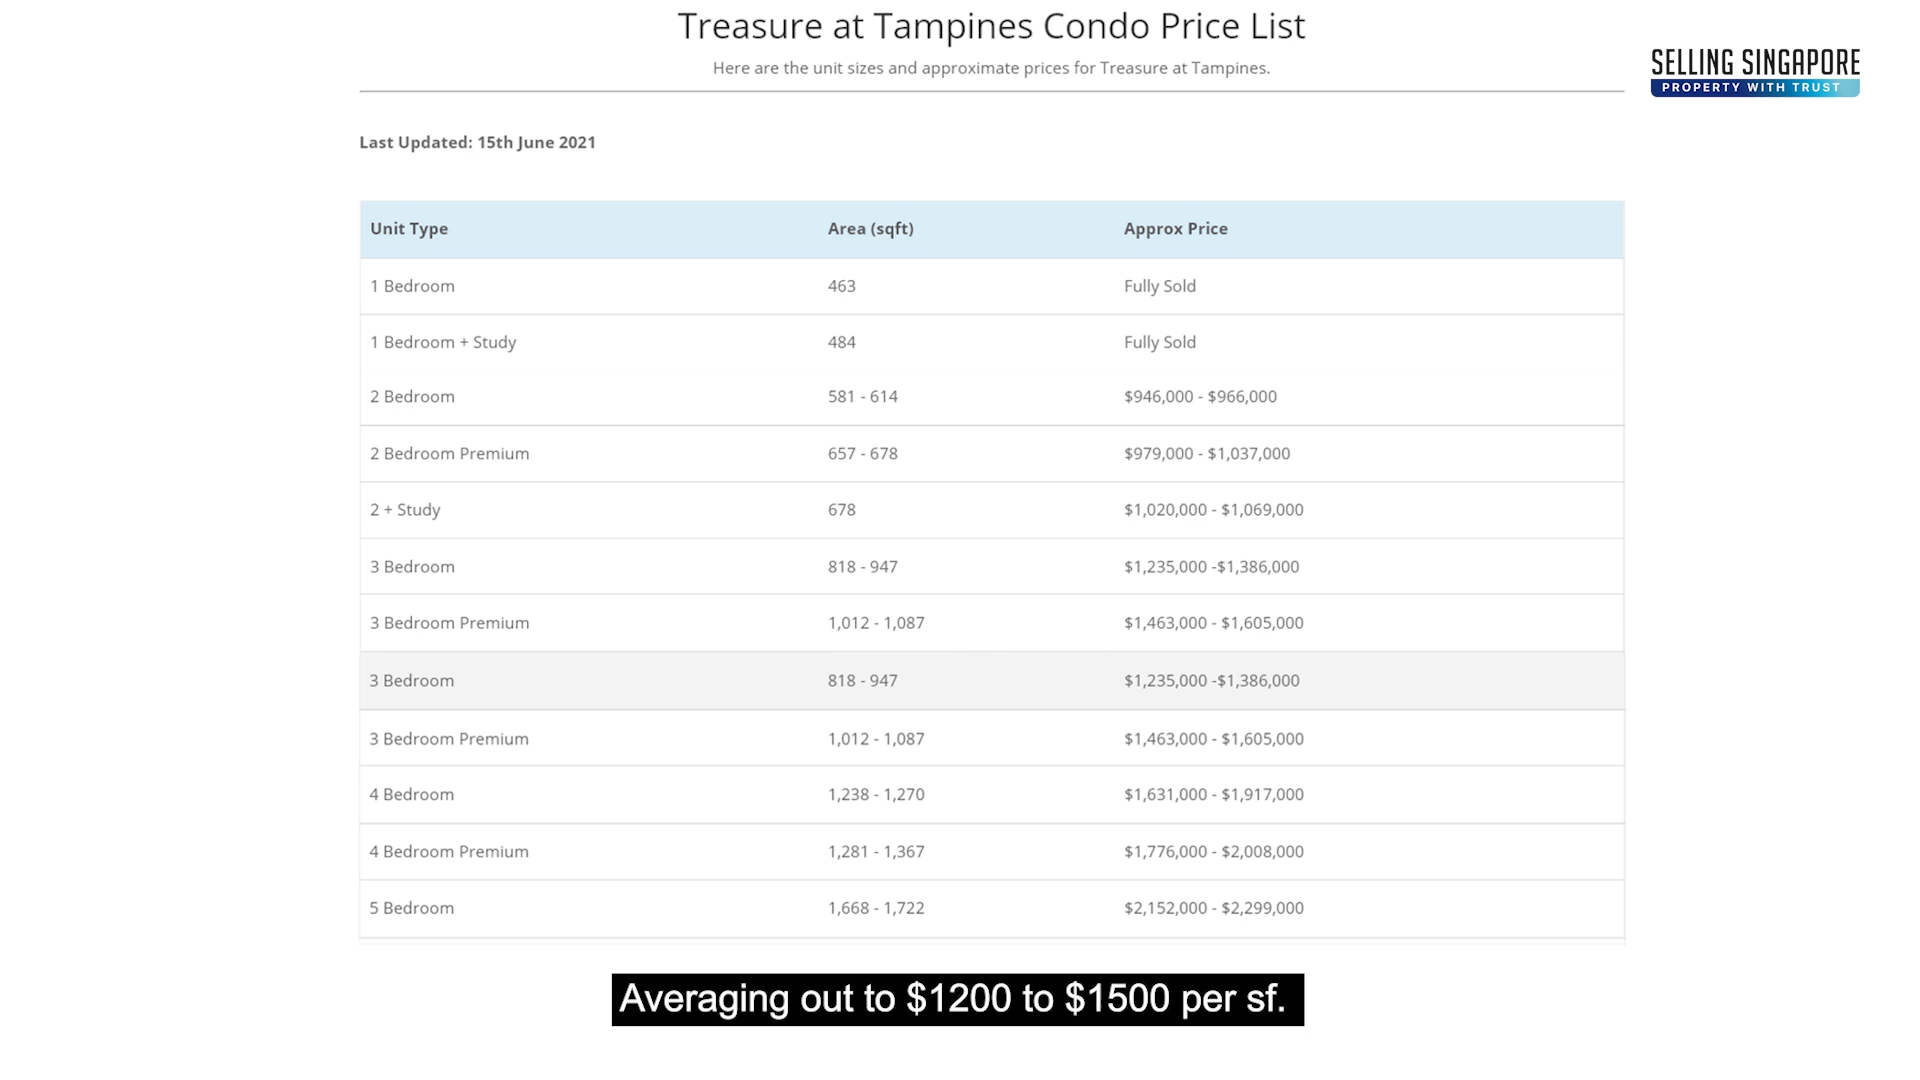 Treasure at Tampines Condo Price List
Here are the unit sizes and approximate prices for Treasure at Tampines.
SELLING SINGAPORE
PROPERTY WITH TRUST
Last Updated: 15th June 2021
Unit Type Area (sqft) Approx Price
1 Bedroom 463 Fully Sold
1 Bedroom + Study 484 Fully Sold
2 Bedroom 581 - 614 $946,000 - $966,000
2 Bedroom Premium 657 - 678 $979,000 - $1,037,000
2 + Study 678 $1,020,000 - $1,069,000
3 Bedroom 818 - 947 $1,235,000 -$1,386,000
3 Bedroom Premium 1,012 - 1,087 $1,463,000 - $1,605,000
3 Bedroom 818 - 947 $1,235,000 -$1,386,000
3 Bedroom Premium 1,012 - 1,087 $1,463,000 - $1,605,000
4 Bedroom 1,238 - 1,270 $1,631,000 - $1,917,000
4 Bedroom Premium 1,281 - 1,367 $1,776,000 - $2,008,000
5 Bedroom 1,668 - 1,722 $2,152,000 - $2,299,000
Averaging out to $1200 to $1500 per sf.